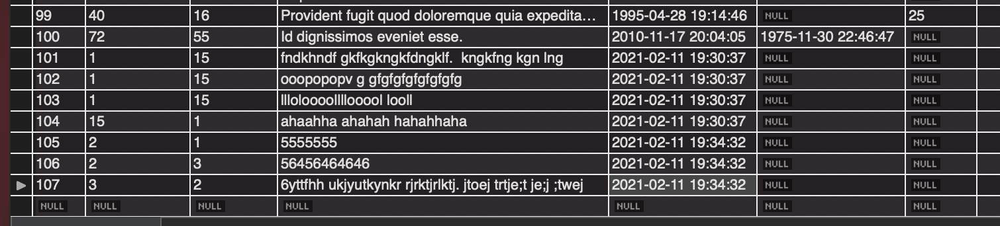 99 40 16 Provident fugit quod doloremque quia expedita... 1995-04-28 19:14:46 NULL 25
100 72 55 Id dignissimos eveniet esse. 2010-11-17 20:04:05 1975-11-30 22:46:47 NULL
101 1 15 fndkhndf gkfkgkngkfdngklf.  kngkfng kgn lng 2021-02-11 19:30:37 NULL NULL
102 1 15 ooopopopv g gfgfgfgfgfgfgfg 2021-02-11 19:30:37 NULL NULL
103 1 15 2021-02-11 19:30:37 NULL NULL
104 15 1 ahaahha ahahah hahahhaha 2021-02-11 19:30:37 NULL NULL
105 2 1 5555555 2021-02-11 19:34:32 NULL NULL
106 2 3 56456464646 2021-02-11 19:34:32 NULL NULL
107 3 2 6yttfhh ukjyutkynkr rjrktjrlktj. jtoej trtje;t je;j ;twej 2021-02-11 19:34:32 NULL NULL
NULL NULL NULL NULL NULL NULL NULL